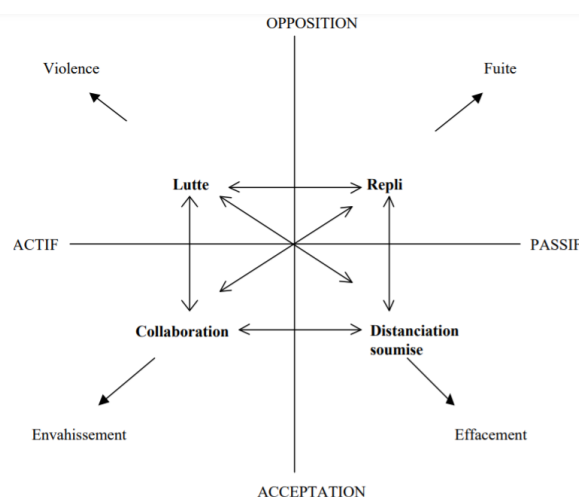 OPPOSITION
Violence
Fuite
Lutte
Repli
ACTIF
PASSIF
Collaboration
Distanciation
soumise
Envahissement
Effacement
ACCEPTATION